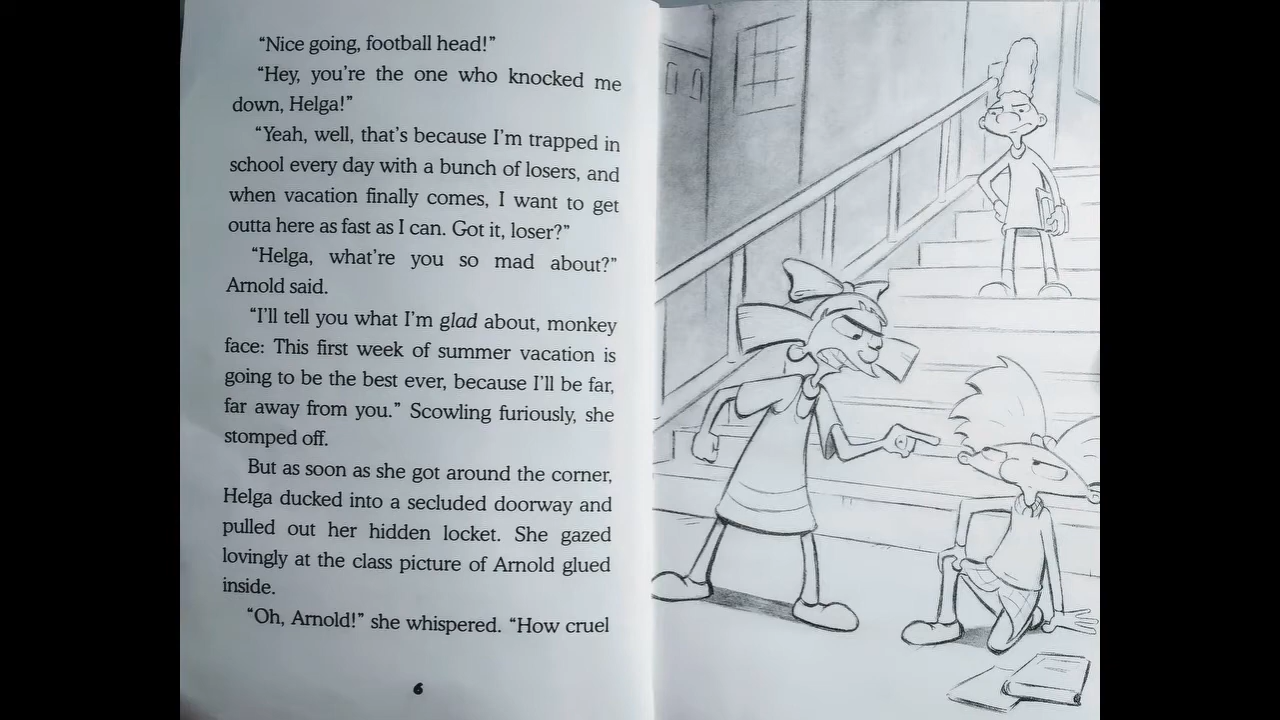 “Nice going, football head!”
“Hey, you’re the one who knocked me
down, Helga!”
“Yeah, well, that’s because I’m trapped in
school every day with a bunch of losers, and
when vacation finally comes, I want to get
outta here as fast as I can. Got it, loser?”
“Helga, what’re you so mad about?”
Arnold said.
“I’ll tell you what I’m glad about, monkey
face: This first week of summer vacation is
going to be the best ever, because I’ll be far,
far away from you.” Scowling furiously, she
stomped off.
But as soon as she got around the corner,
Helga ducked into a secluded doorway and
pulled out her hidden locket. She gazed
lovingly at the class picture of Arnold glued
inside.
“Oh, Arnold!” she whispered. “How cruel
6